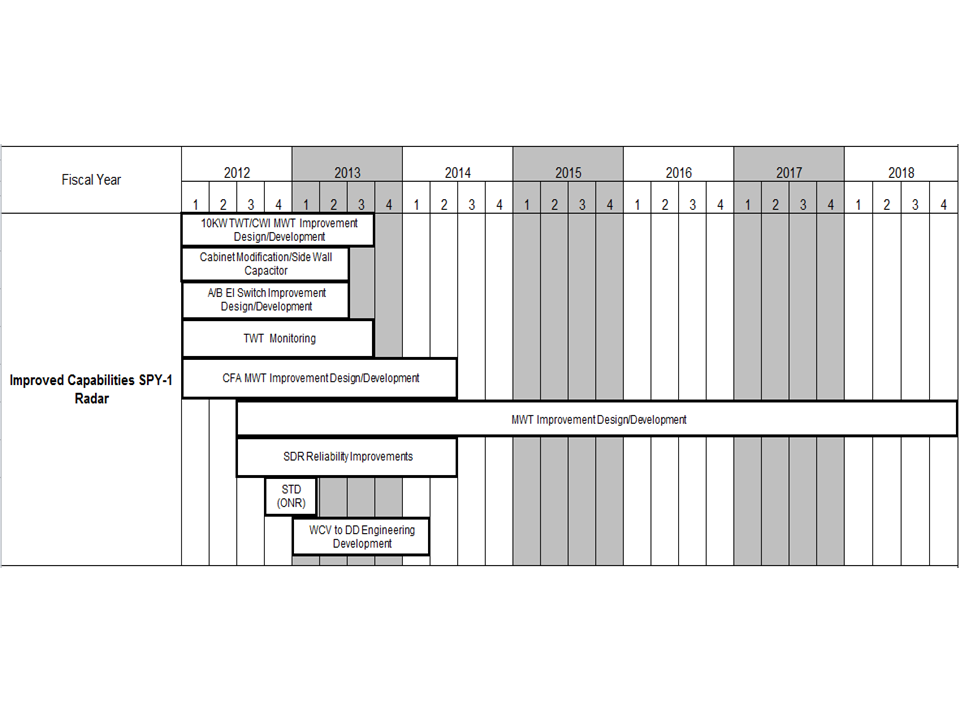 Fiscal Year
2012 2013 2014 2015 2016 2017 2018
1 2 3 4 1 2 3 4 1 2 3 4 1 2 3 4 1 2 3 4 1 2 3 4 1 2 3 4
10KW TWT/CWI MWT Improvement
Design/Development
Cabinet Modification/Side Wall
Capacitor
A/B EI Switch Improvement
Design/Development
TWT Monitoring
Improved Capabilities SPY-1
Radar
CFA MWT Improvement Design/Development
MWT Improvement Design/Development
SDR Reliability Improvements
STD
(ONR)
WCV to DD Engineering
Development